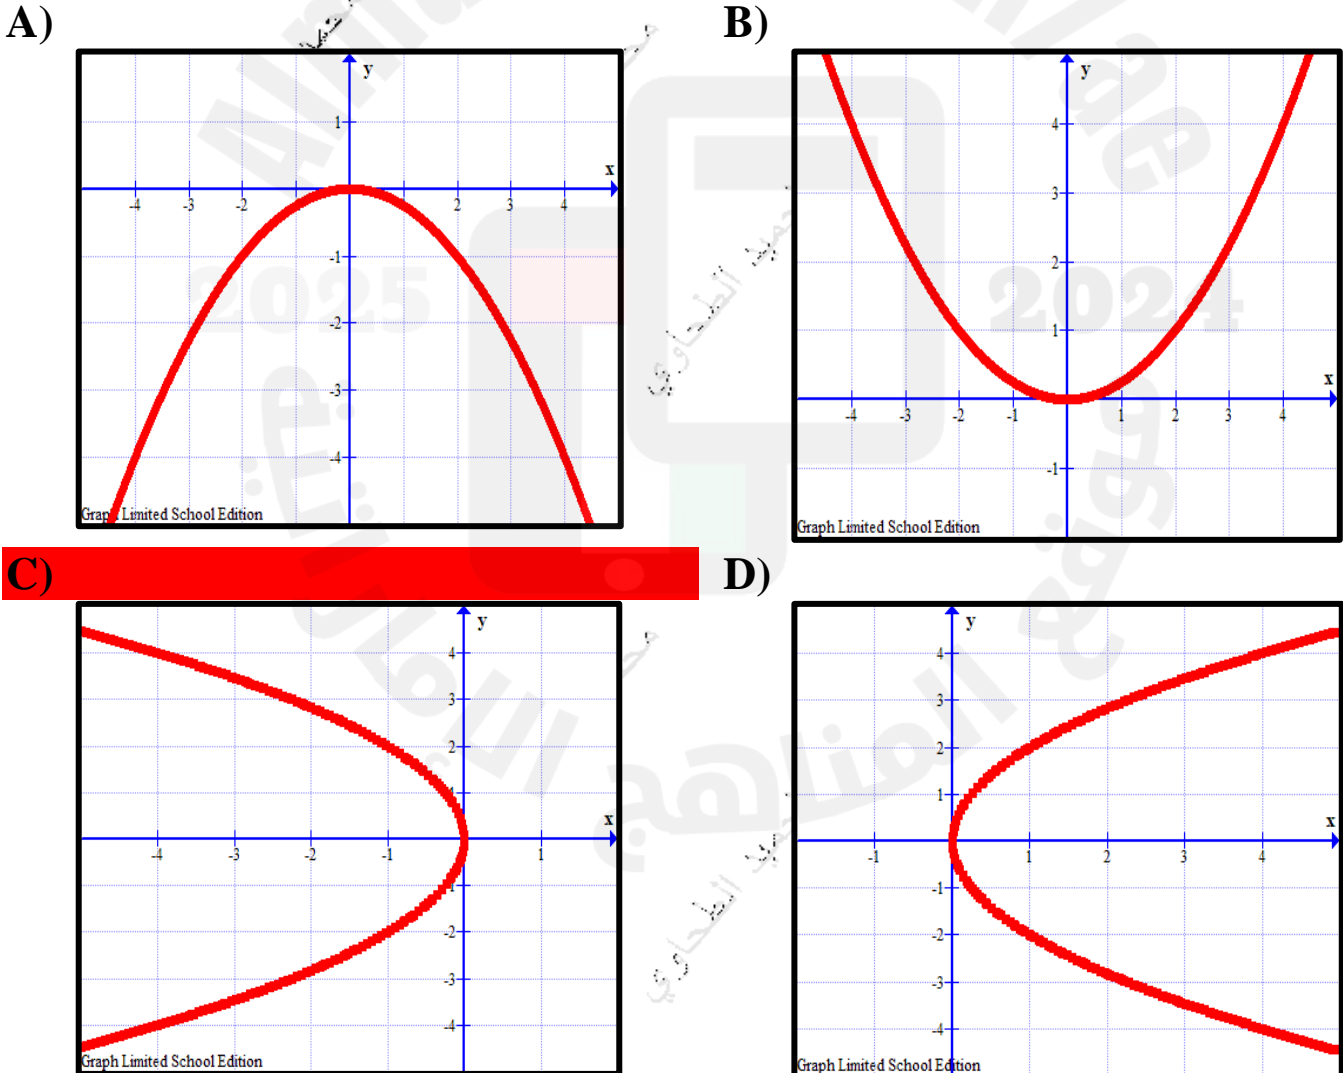 A)
B)
y
x
-4 -3 -2 2 3 4
1
-1
-2
-3
-4
Graph Limited School Edition
y
x
-4 -3 -2 -1 1 2 3 4
4
3
2
1
-1
Graph Limited School Edition
2025
2024
C)
D)
y
x
-4 -3 -2 -1 1
4
3
2
1
-1
-2
-3
-4
Graph Limited School Edition
y
x
-1 1 2 3 4
4
3
2
1
-1
-2
-3
-4
Graph Limited School Edition
موقع المناهج الإماراتية